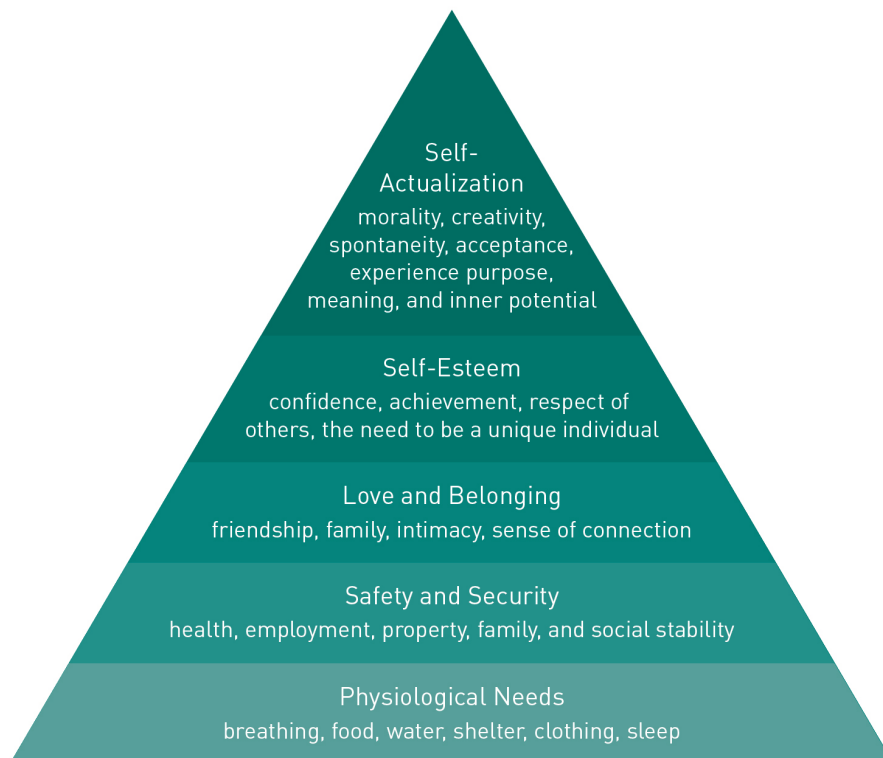 Self-
Actualization
morality, creativity,
spontaneity, acceptance,
experience purpose,
meaning, and inner potential
Self-Esteem
confidence, achievement, respect of
others, the need to be a unique individual
Love and Belonging
friendship, family, intimacy, sense of connection
Safety and Security
health, employment, property, family, and social stability
Physiological Needs
breathing, food, water, shelter, clothing, sleep